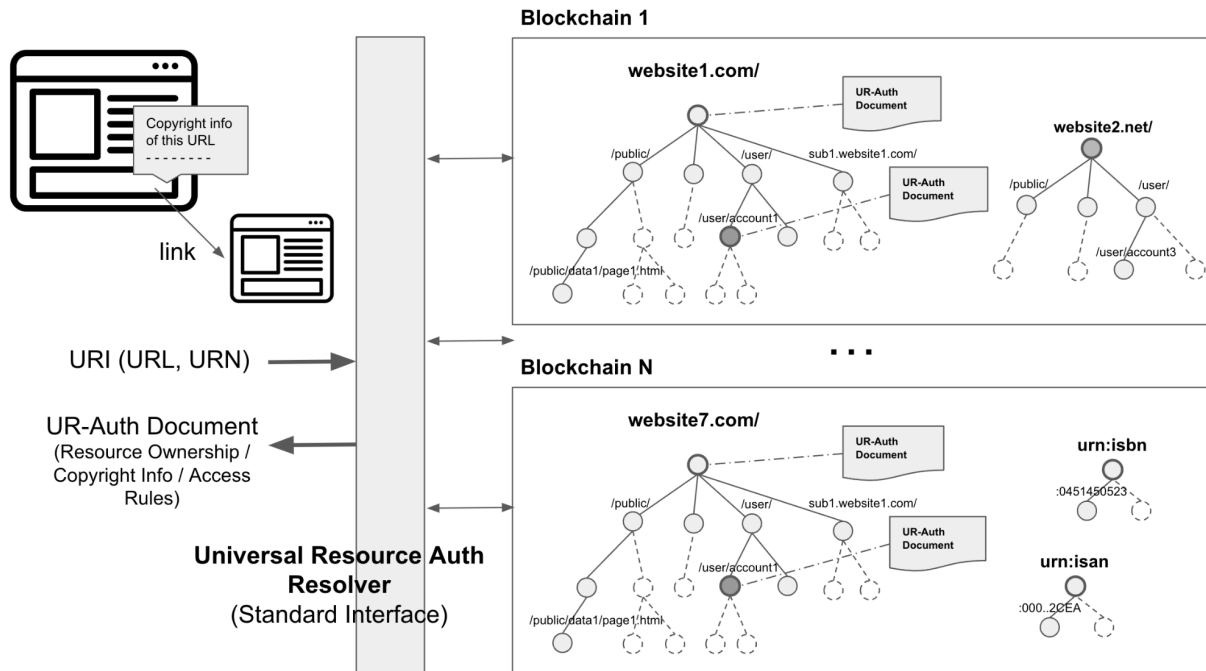 Copyright info
of this URL
- - - - - - - - -
link
URI (URL, URN)
UR-Auth Document
(Resource Ownership /
Copyright Info / Access
Rules)
Universal Resource Auth
Resolver
(Standard Interface)
Blockchain 1
website1.com/
UR-Auth
Document
/public/
/user/
sub1.website1.com/
UR-Auth
Document
/user/account1
/public/data1/page1.html
website2.net/
/public/
/user/
/user/account3
...
Blockchain N
website7.com/
UR-Auth
Document
/public/
/user/
sub1.website1.com/
UR-Auth
Document
/user/account1
/public/data1/page1.html
urn:isbn
:0451450523
urn:isan
:000..2CEA